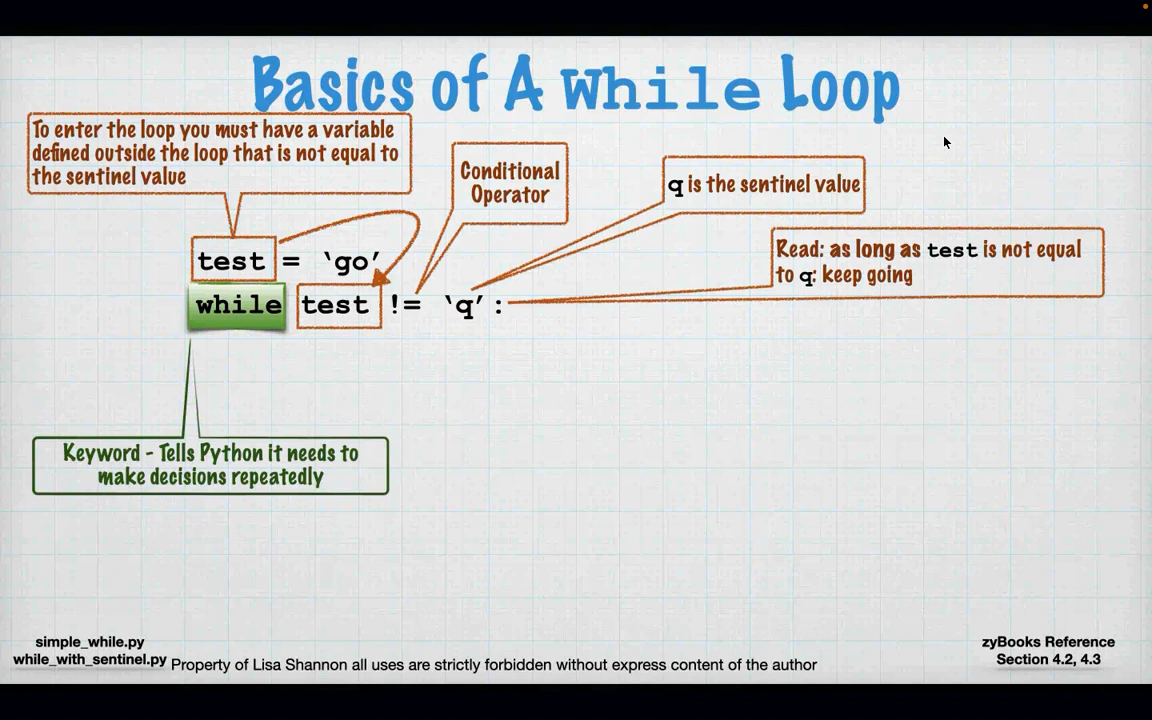 Basics of A While Loop
To enter the loop you must have a variable
defined outside the loop that is not equal to
the sentinel value
Conditional
Operator
q is the sentinel value
Read: as long as test is not equal
to q: keep going
test = ‘go’
while test != ‘q’:
Keyword - Tells Python it needs to
make decisions repeatedly
simple_while.py
while_with_sentinel.py
Property of Lisa Shannon all uses are strictly forbidden without express content of the author
zyBooks Reference
Section 4.2, 4.3